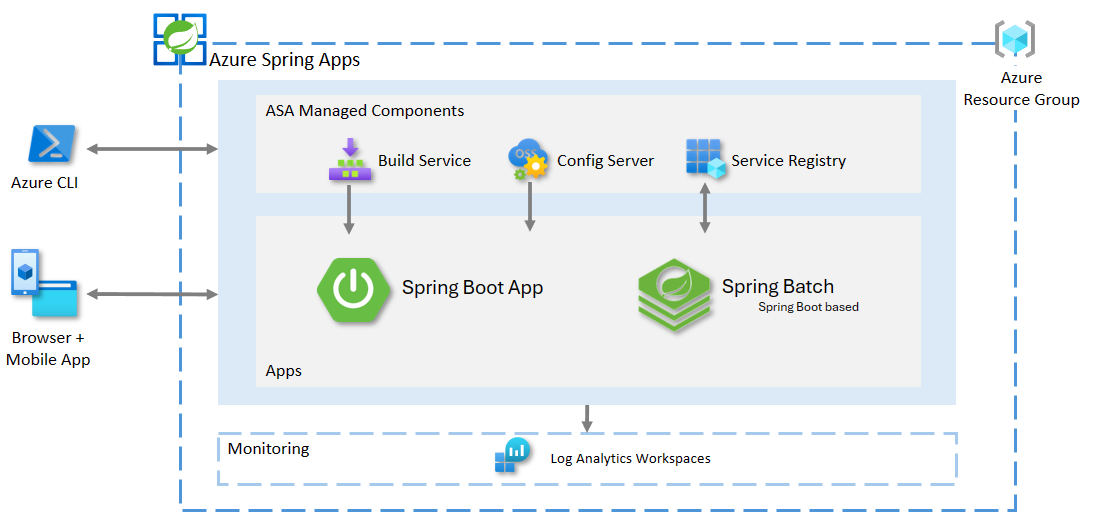 Azure Spring Apps
Azure
Resource Group
ASA Managed Components
Build Service
OSS
Config Server
Service Registry
Azure CLI
Spring Boot App
Spring Batch
Spring Boot based
Browser +
Mobile App
Apps
Monitoring
Log Analytics Workspaces